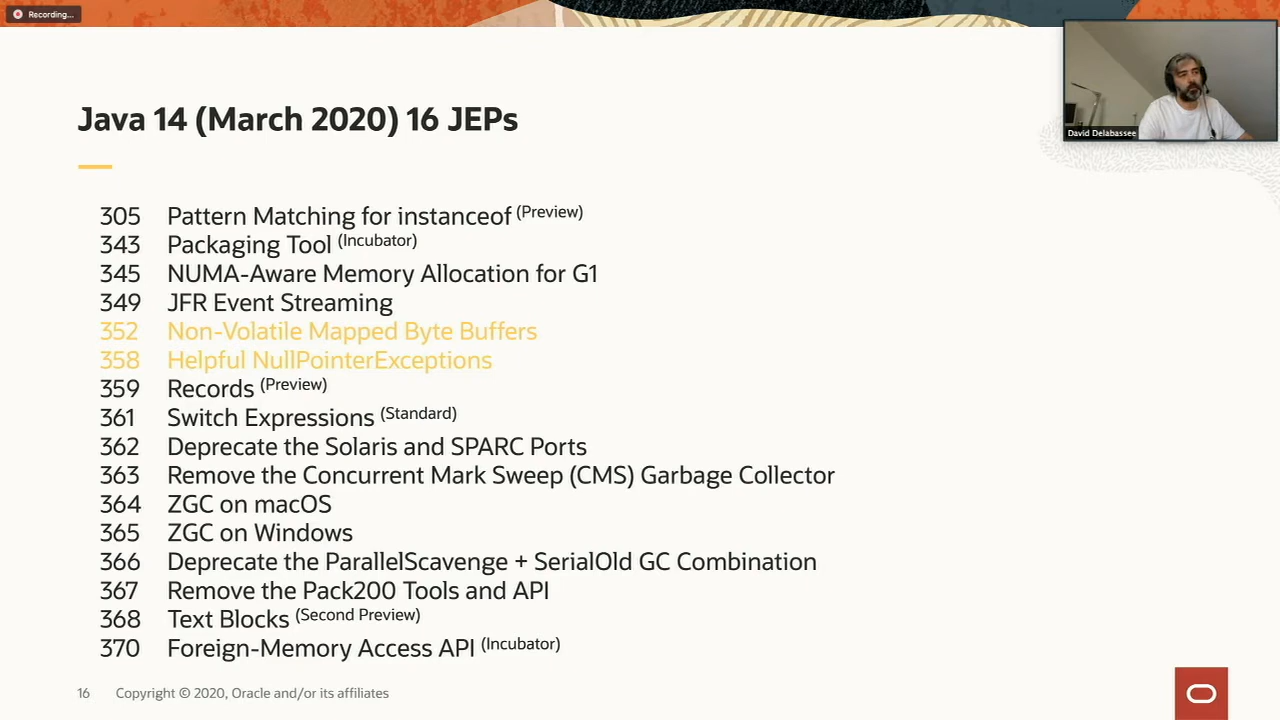 Recording...
David Delabassee
Java 14 (March 2020) 16 JEPs
305 Pattern Matching for instanceof (Preview)
343 Packaging Tool (Incubator)
345 NUMA-Aware Memory Allocation for G1
349 JFR Event Streaming
352 Non-Volatile Mapped Byte Buffers
358 Helpful NullPointerExceptions
359 Records (Preview)
361 Switch Expressions (Standard)
362 Deprecate the Solaris and SPARC Ports
363 Remove the Concurrent Mark Sweep (CMS) Garbage Collector
364 ZGC on macOS
365 ZGC on Windows
366 Deprecate the ParallelScavenge + SerialOld GC Combination
367 Remove the Pack200 Tools and API
368 Text Blocks (Second Preview)
370 Foreign-Memory Access API (Incubator)
16 Copyright © 2020, Oracle and/or its affiliates